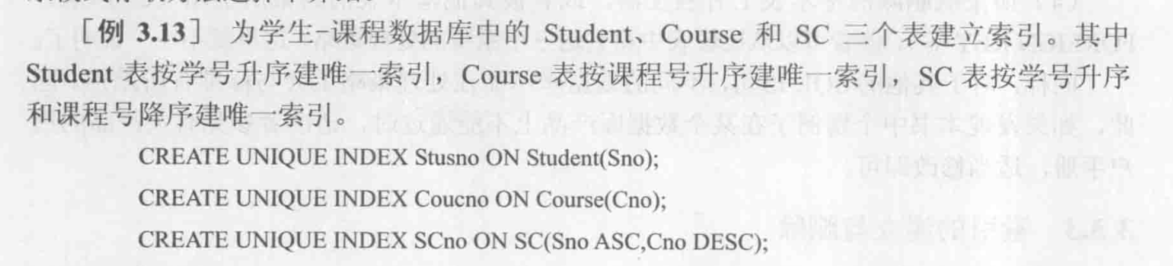 ［例 3.13］ 为学生-课程数据库中的 Student、Course 和 SC 三个表建立索引。其中
Student 表按学号升序建唯一索引，Course 表按课程号升序建唯一索引，SC 表按学号升序
和课程号降序建唯一索引。
CREATE UNIQUE INDEX Stusno ON Student(Sno);
CREATE UNIQUE INDEX Coucno ON Course(Cno);
CREATE UNIQUE INDEX SCno ON SC(Sno ASC,Cno DESC);